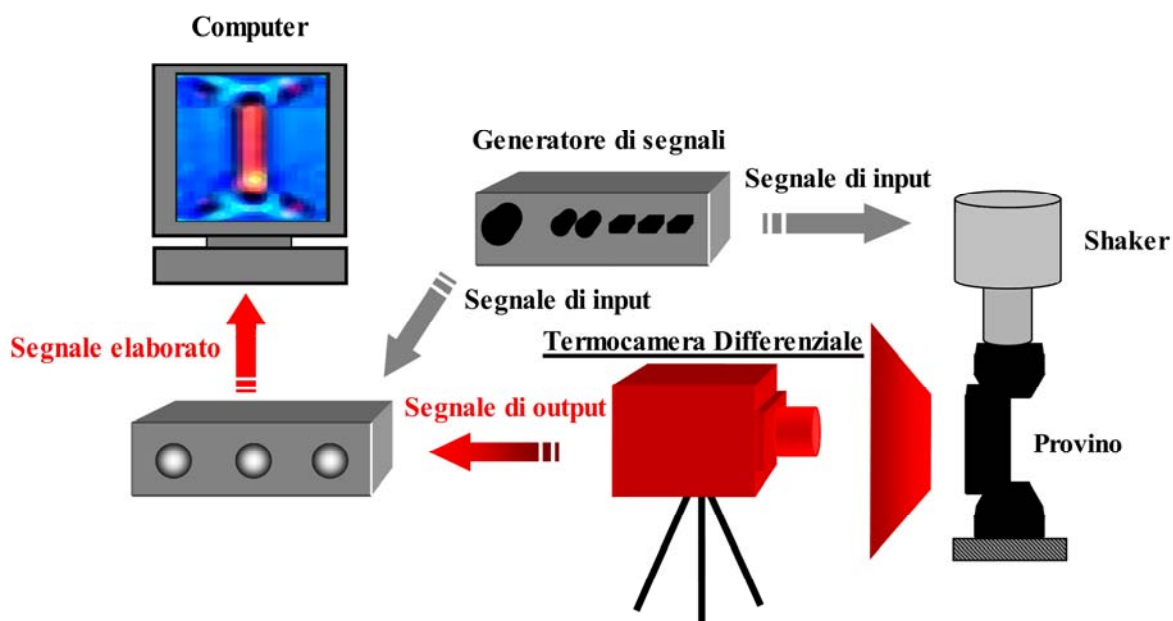 Computer
Generatore di segnali
Segnale di input
Shaker
Segnale di input
Segnale elaborato
Termocamera Differenziale
Segnale di output
Provino